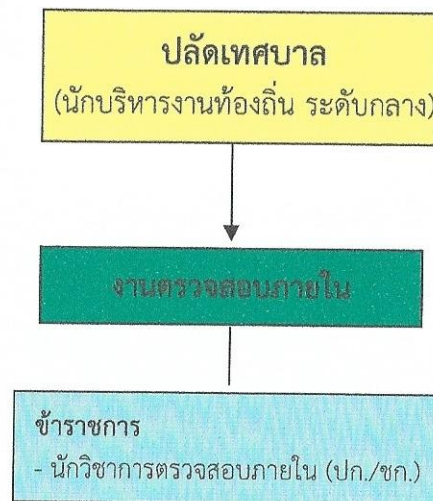 ปลัดเทศบาล
(นักบริหารงานท้องถิ่น ระดับกลาง)
งานตรวจสอบภายใน
ข้าราชการ
- นักวิชาการตรวจสอบภายใน (ปก./ชก.)